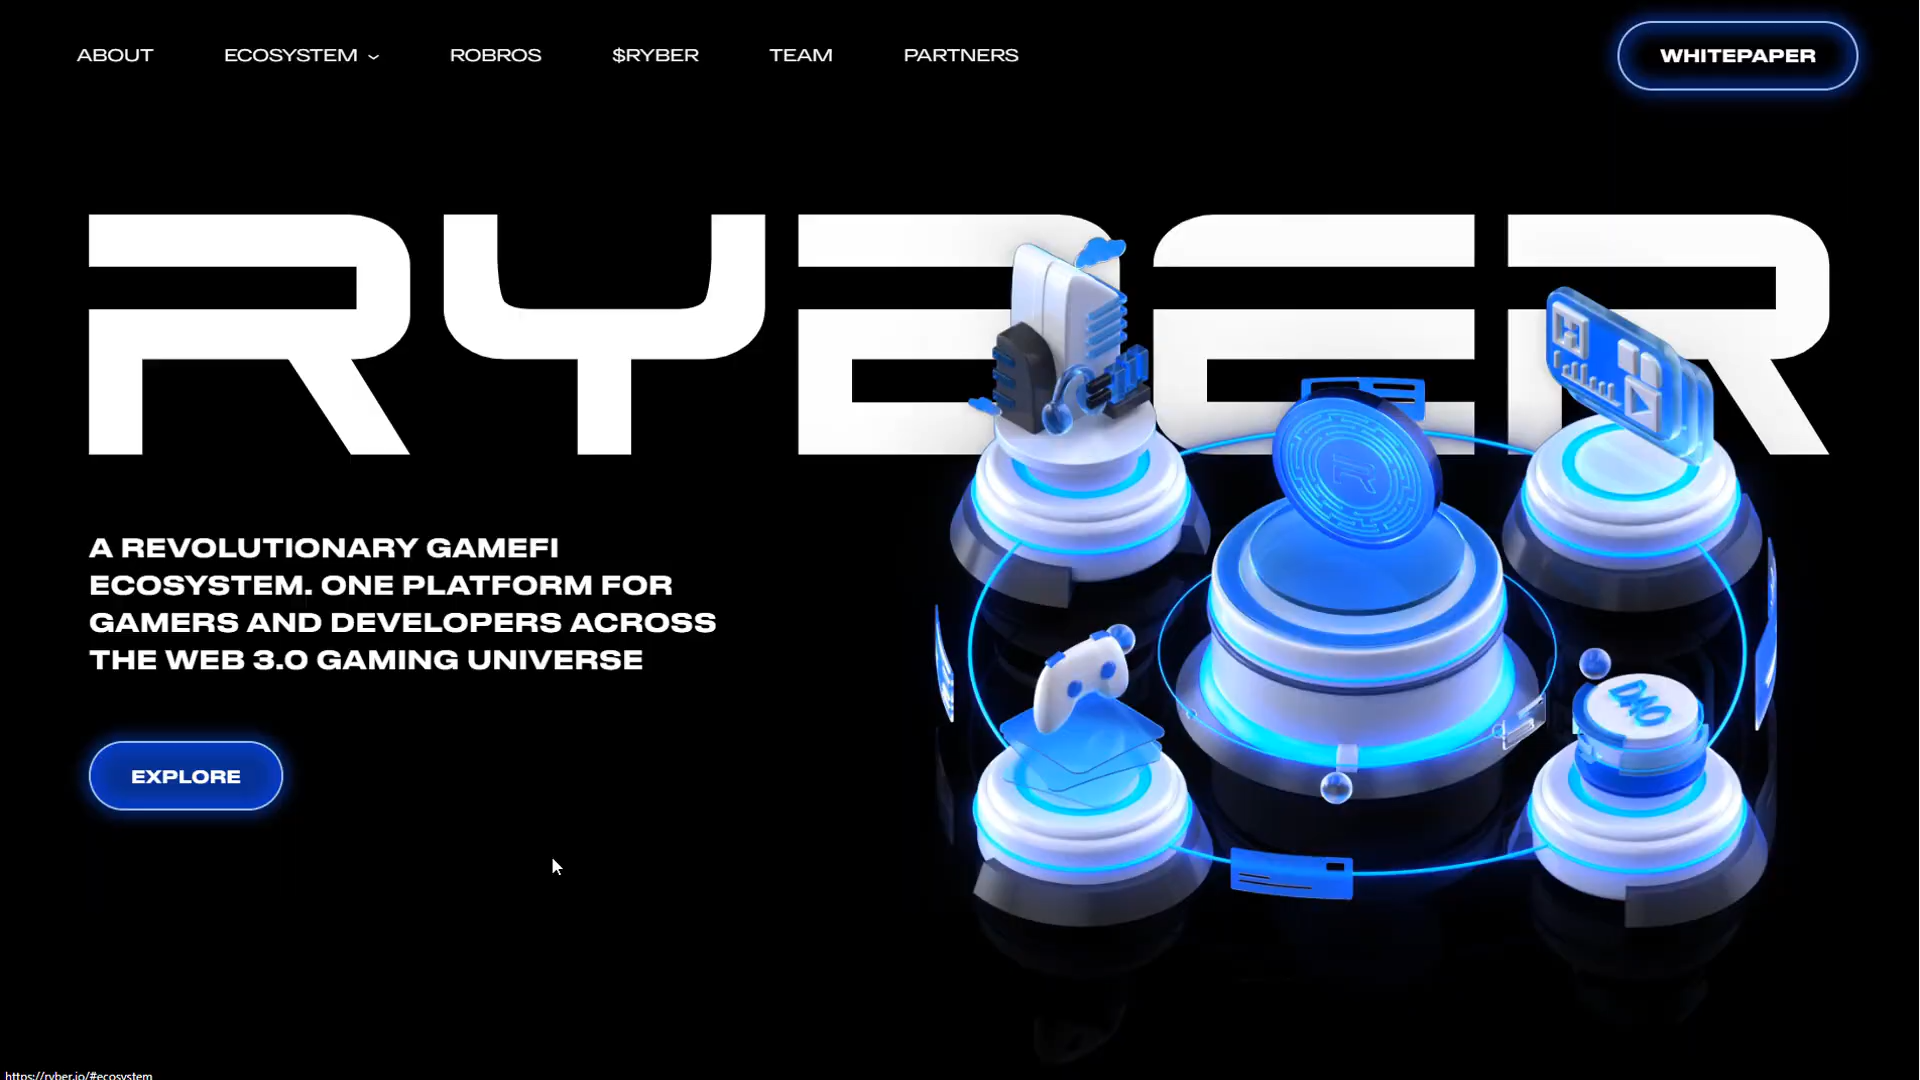 ABOUT ECOSYSTEM ROBROS $RYBER TEAM PARTNERS WHITEPAPER
RYBER
A REVOLUTIONARY GAMEFI
ECOSYSTEM. ONE PLATFORM FOR
GAMERS AND DEVELOPERS ACROSS
THE WEB 3.0 GAMING UNIVERSE
EXPLORE
R
DAO
https://ryber.io/#ecosystem